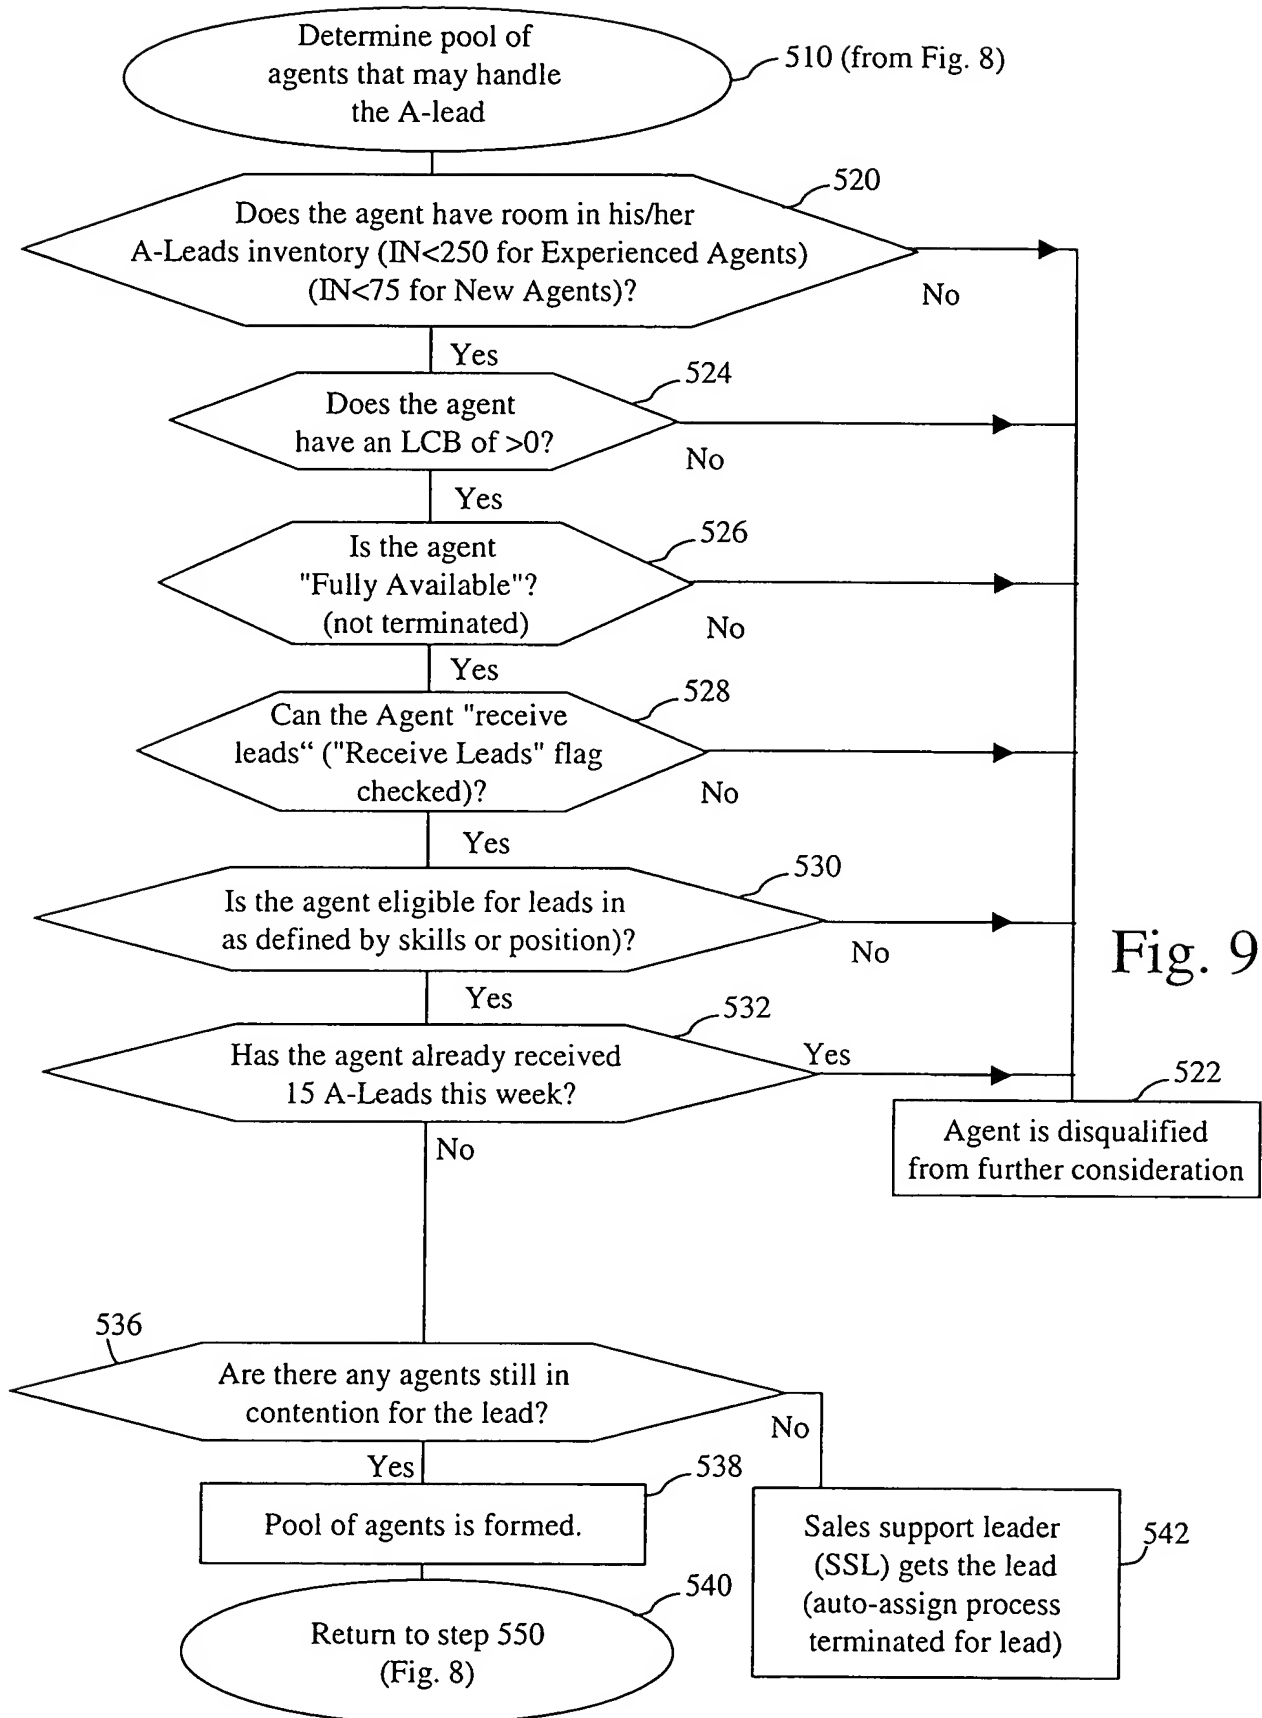 Determine pool of
agents that may handle
the A-lead
510 (from Fig. 8)
520
Does the agent have room in his/her
A-Leads inventory (IN<250 for Experienced Agents)
(IN<75 for New Agents)?
No
Yes
524
Does the agent
have an LCB of >0?
No
Yes
526
Is the agent
"Fully Available"?
(not terminated)
No
Yes
528
Can the Agent "receive
leads“ ("Receive Leads" flag
checked)?
No
Yes
530
Is the agent eligible for leads in
as defined by skills or position)?
No
Fig. 9
Yes
532
Has the agent already received
15 A-Leads this week?
Yes
522
Agent is disqualified
from further consideration
No
536
Are there any agents still in
contention for the lead?
No
Yes
538
Pool of agents is formed.
540
Return to step 550
(Fig. 8)
Sales support leader
(SSL) gets the lead
(auto-assign process
terminated for lead)
542